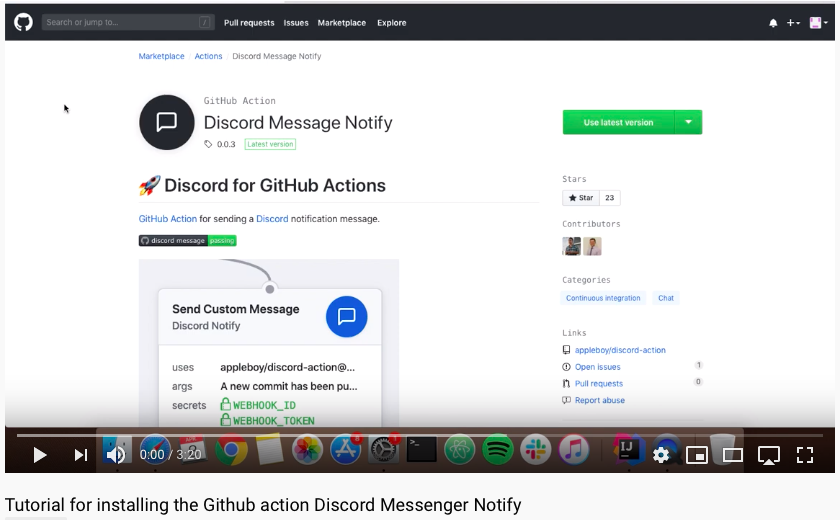 Search or jump to...
/
Pull requests Issues Marketplace Explore
Marketplace / Actions / Discord Message Notify
GitHub Action
Discord Message Notify
0.0.3 Latest version
Use latest version
🚀 Discord for GitHub Actions
GitHub Action for sending a Discord notification message.
discord message passing
Send Custom Message
Discord Notify
uses appleboy/discord-action@...
args A new commit has been pu...
secrets WEBHOOK_ID
WEBHOOK_TOKEN
Stars
Star 23
Contributors
Categories
Continuous integration Chat
Links
appleboy/discord-action
Open issues 1
Pull requests 0
Report abuse
0:00 / 3:20
Tutorial for installing the Github action Discord Messenger Notify